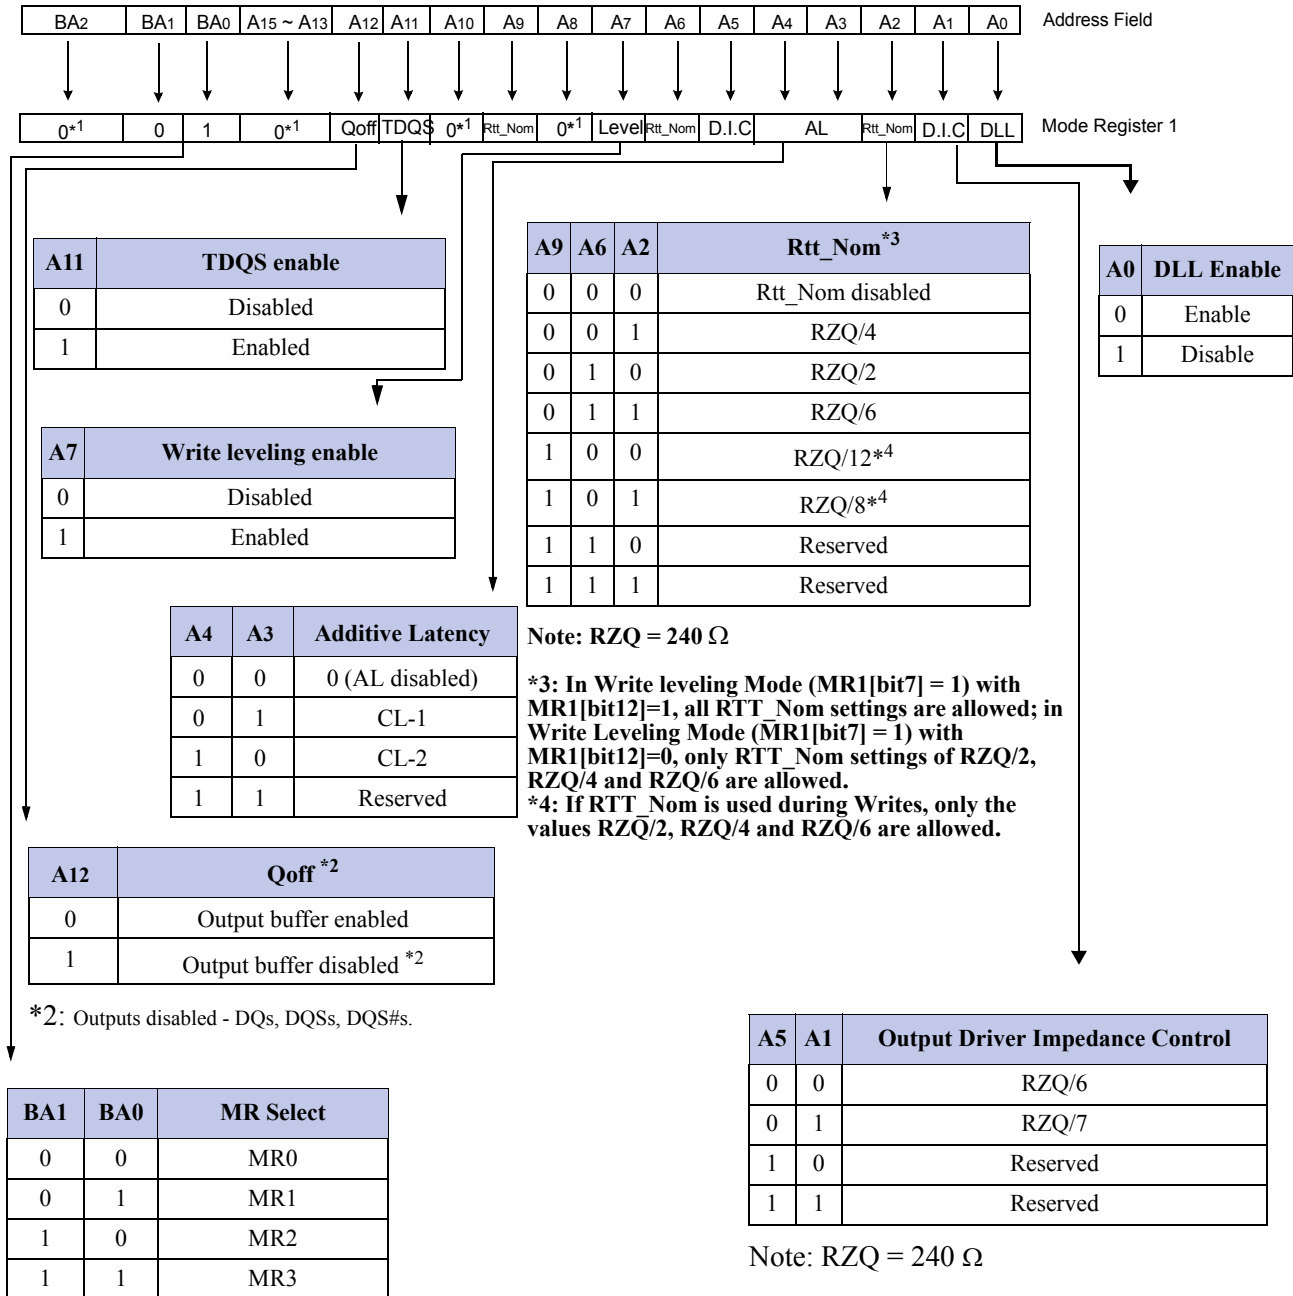 BA2 BA1 BA0 A15 ~ A13 A12 A11 A10 A9 A8 A7 A6 A5 A4 A3 A2 A1 A0 Address Field
0*1 0 1 0*1 Qoff TDQS 0*1 Rtt_Nom 0*1 Level Rtt_Nom D.I.C AL Rtt_Nom D.I.C DLL Mode Register 1
A11 TDQS enable
0 Disabled
1 Enabled
A7 Write leveling enable
0 Disabled
1 Enabled
A9 A6 A2 Rtt_Nom*3
0 0 0 Rtt_Nom disabled
0 0 1 RZQ/4
0 1 0 RZQ/2
0 1 1 RZQ/6
1 0 0 RZQ/12*4
1 0 1 RZQ/8*4
1 1 0 Reserved
1 1 1 Reserved
Note: RZQ = 240 Ω
*3: In Write leveling Mode (MR1[bit7] = 1) with
MR1[bit12]=1, all RTT_Nom settings are allowed; in
Write Leveling Mode (MR1[bit7] = 1) with
MR1[bit12]=0, only RTT_Nom settings of RZQ/2,
RZQ/4 and RZQ/6 are allowed.
*4: If RTT_Nom is used during Writes, only the
values RZQ/2, RZQ/4 and RZQ/6 are allowed.
A0 DLL Enable
0 Enable
1 Disable
A4 A3 Additive Latency
0 0 0 (AL disabled)
0 1 CL-1
1 0 CL-2
1 1 Reserved
A12 Qoff *2
0 Output buffer enabled
1 Output buffer disabled *2
*2: Outputs disabled - DQs, DQSs, DQS#s.
BA1 BA0 MR Select
0 0 MR0
0 1 MR1
1 0 MR2
1 1 MR3
A5 A1 Output Driver Impedance Control
0 0 RZQ/6
0 1 RZQ/7
1 0 Reserved
1 1 Reserved
Note: RZQ = 240 Ω